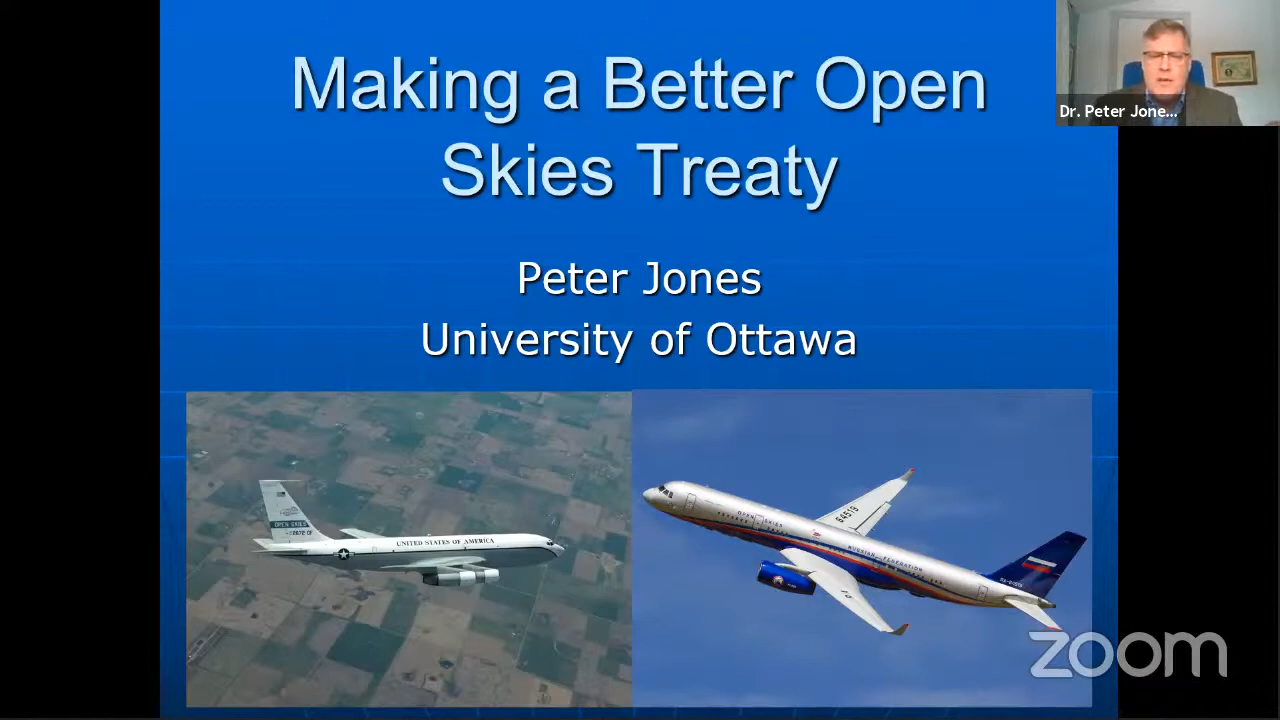 Making a Better Open
Skies Treaty
Dr. Peter Jone...
Peter Jones
University of Ottawa
OPEN SKIES
UNITED STATES OF AMERICA
OPEN SKIES
64519
RUSSIAN FEDERATION
zoom